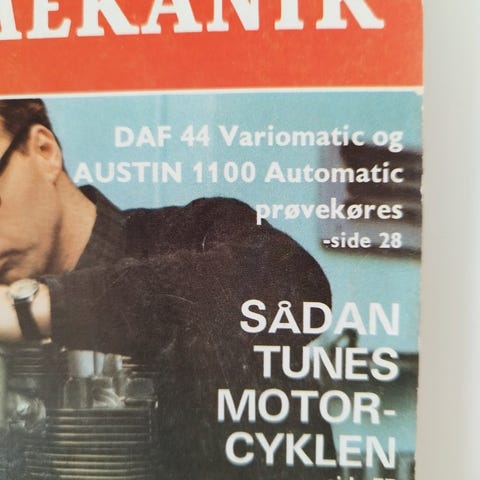 MEKANIK
DAF 44 Variomatic og
AUSTIN 1100 Automatic
prøvekøres
-side 28
SÅDAN
TUNES
MOTOR-
CYKLEN